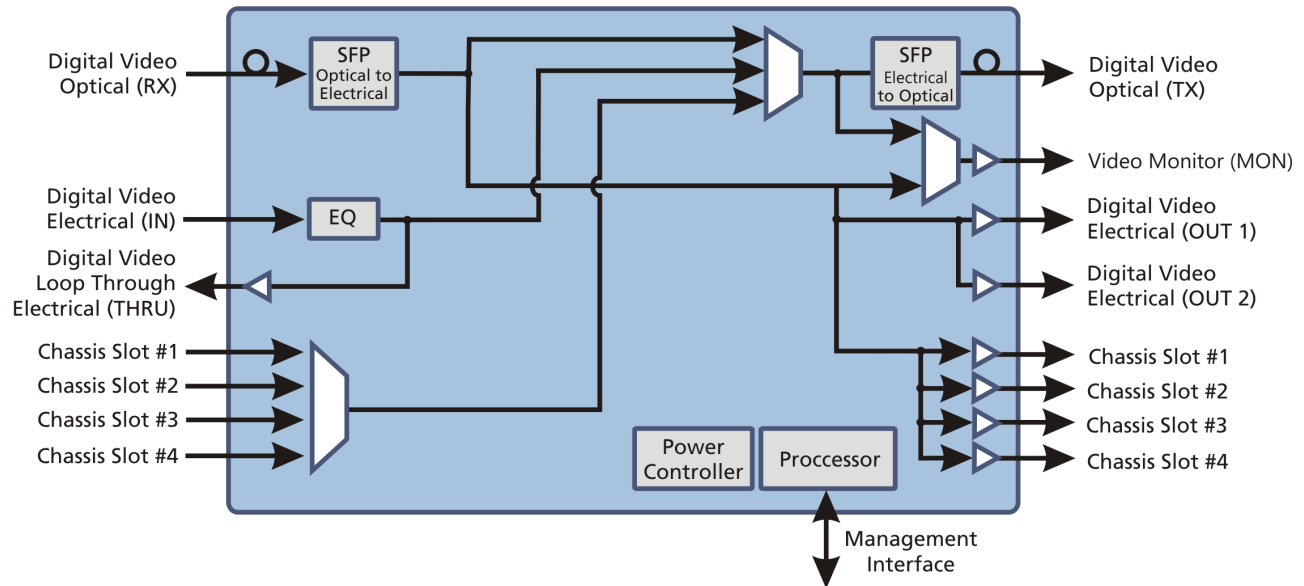 Digital Video
Optical (RX)
SFP
Optical to
Electrical
SFP
Electrical
to Optical
Digital Video
Optical (TX)
Video Monitor (MON)
Digital Video
Electrical (IN)
EQ
Digital Video
Electrical (OUT 1)
Digital Video
Loop Through
Electrical (THRU)
Digital Video
Electrical (OUT 2)
Chassis Slot #1
Chassis Slot #2
Chassis Slot #3
Chassis Slot #4
Chassis Slot #1
Chassis Slot #2
Chassis Slot #3
Chassis Slot #4
Power
Controller
Proccessor
Management
Interface